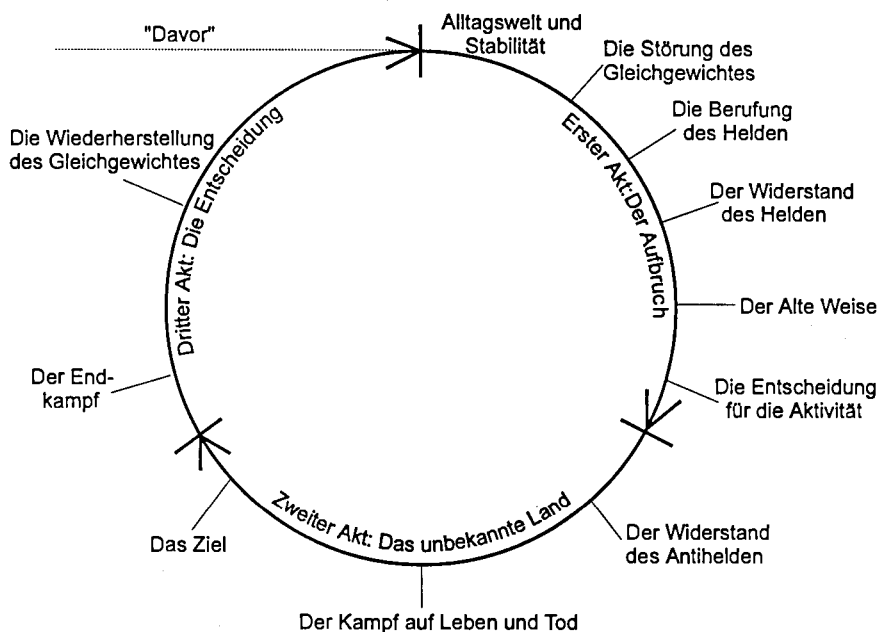 "Davor"
Alltagswelt und
Stabilität
Die Störung des
Gleichgewichtes
Die Berufung
des Helden
Der Widerstand
des Helden
Der Alte Weise
Die Entscheidung
für die Aktivität
Erster Akt:Der Aufbruch
Der Widerstand
des Antihelden
Der Kampf auf Leben und Tod
Das Ziel
Zweiter Akt: Das unbekannte Land
Der End-
kampf
Die Wiederherstellung
des Gleichgewichtes
Dritter Akt: Die Entscheidung